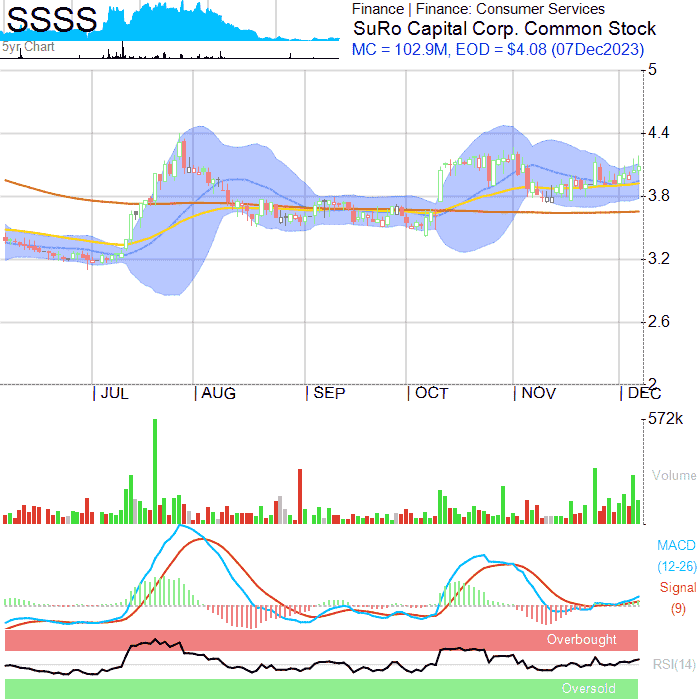 SSSS
5yr Chart
Finance | Finance: Consumer Services
SuRo Capital Corp. Common Stock
MC = 102.9M, EOD = $4.08 (07Dec2023)
5
4.4
3.8
3.2
2.6
2
JUL AUG SEP OCT NOV DEC
572k
Volume
MACD
(12-26)
Signal
(9)
Overbought
RSI(14)
Oversold